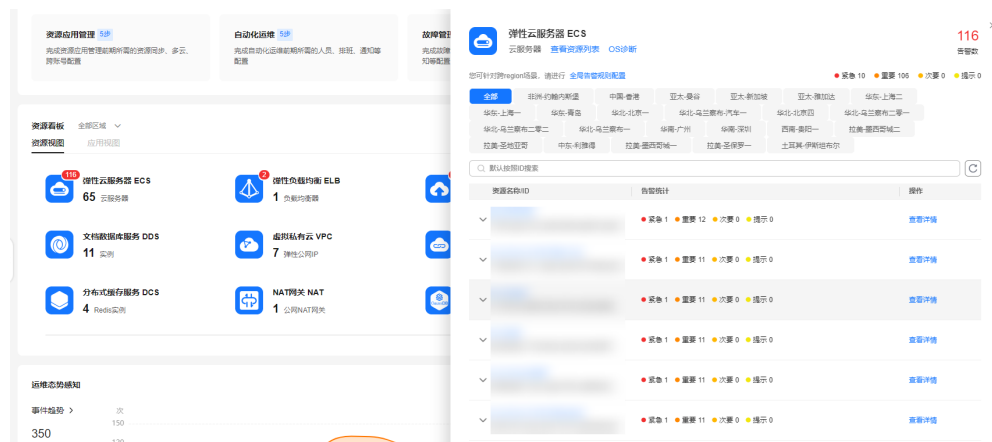 资源应用管理 5步
完成资源应用管理前期所需的资源同步、多云、
跨账号配置
自动化运维 5步
完成自动化运维前期所需的人员、排班、通知等
配置
故障管
完成故障
知等配置
资源看板 全部区域
资源视图 应用视图
116
弹性云服务器 ECS
65 云服务器
2
弹性负载均衡 ELB
1 负载均衡器
文档数据库服务 DDS
11 实例
虚拟私有云 VPC
7 弹性公网IP
分布式缓存服务 DCS
4 Redis实例
NAT网关 NAT
1 公网NAT网关
运维态势感知
事件趋势
350
次
150
120
弹性云服务器 ECS
云服务器 查看资源列表 OS诊断
116
告警数
您可针对跨region场景，请进行 全局告警规则配置
紧急 10 重要 106 次要 0 提示 0
全部 非洲-约翰内斯堡 中国-香港 亚太-曼谷 亚太-新加坡 亚太-雅加达 华东-上海二
华东-上海一 华东-青岛 华北-北京一 华北-乌兰察布-汽车一 华北-北京四 华北-乌兰察布二零一
华北-乌兰察布二零二 华北-乌兰察布一 华南-广州 华南-深圳 西南-贵阳一 拉美-墨西哥城二
拉美-圣地亚哥 中东-利雅得 拉美-墨西哥城一 拉美-圣保罗一 土耳其-伊斯坦布尔
默认按照ID搜索
资源名称/ID 告警统计 操作
紧急 1 重要 12 次要 0 提示 0 查看详情
紧急 1 重要 11 次要 0 提示 0 查看详情
紧急 1 重要 11 次要 0 提示 0 查看详情
紧急 1 重要 11 次要 0 提示 0 查看详情
紧急 1 重要 11 次要 0 提示 0 查看详情
紧急 1 重要 11 次要 0 提示 0 查看详情